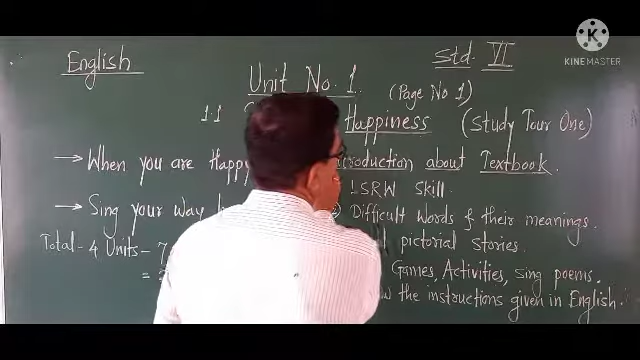 English
Std. VI
Unit No. 1 (Page No 1)
1.1 Happiness (Study Tour One)
→ When you are Happy Introduction about Textbook.
LSRW Skill.
→ Sing your way Difficult words & their meanings.
Total - 4 Units - 7 pictorial stories.
= Games, Activities, Sing poems.
the instructions given in English.
KINEMASTER